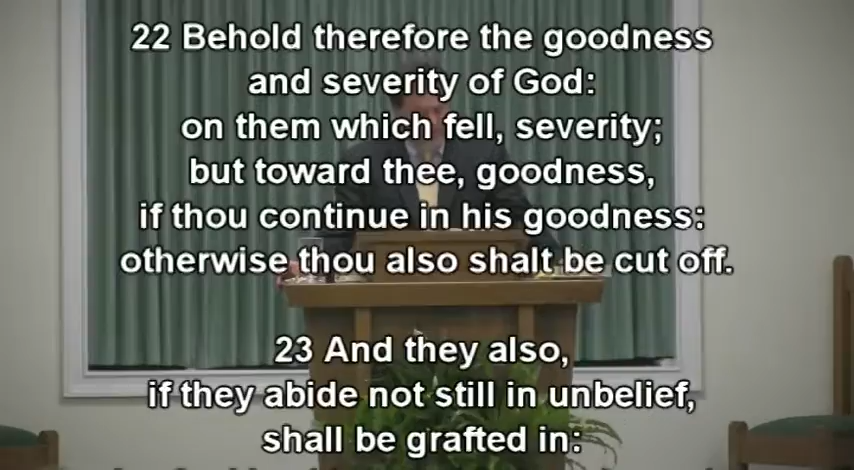 22 Behold therefore the goodness
and severity of God:
on them which fell, severity;
but toward thee, goodness,
if thou continue in his goodness:
otherwise thou also shalt be cut off.
23 And they also,
if they abide not still in unbelief,
shall be grafted in: